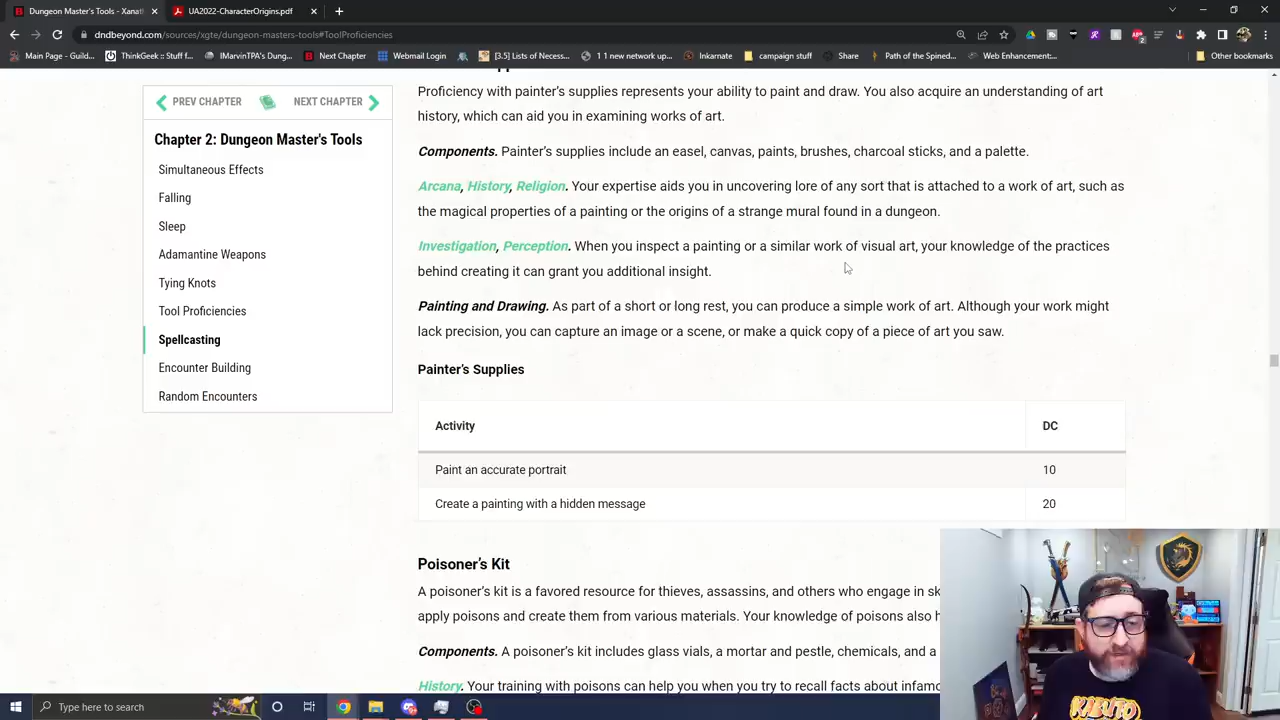 Dungeon Master's Tools - Xanat
UA2022-CharacterOrigins.pdf
dndbeyond.com/sources/xgte/dungeon-masters-tools#ToolProficiencies
Main Page - Guild...
ThinkGeek :: Stuff f...
IMarvinTPA's Dung...
Next Chapter
Webmail Login
[3.5] Lists of Necess...
1 1 new network up...
Inkarnate
campaign stuff
Share
Path of the Spined...
Web Enhancement:...
Other bookmarks
PREV CHAPTER
NEXT CHAPTER
Chapter 2: Dungeon Master's Tools
Simultaneous Effects
Falling
Sleep
Adamantine Weapons
Tying Knots
Tool Proficiencies
Spellcasting
Encounter Building
Random Encounters
Proficiency with painter's supplies represents your ability to paint and draw. You also acquire an understanding of art
history, which can aid you in examining works of art.
Components. Painter's supplies include an easel, canvas, paints, brushes, charcoal sticks, and a palette.
Arcana, History, Religion. Your expertise aids you in uncovering lore of any sort that is attached to a work of art, such as
the magical properties of a painting or the origins of a strange mural found in a dungeon.
Investigation, Perception. When you inspect a painting or a similar work of visual art, your knowledge of the practices
behind creating it can grant you additional insight.
Painting and Drawing. As part of a short or long rest, you can produce a simple work of art. Although your work might
lack precision, you can capture an image or a scene, or make a quick copy of a piece of art you saw.
Painter's Supplies
Activity DC
Paint an accurate portrait 10
Create a painting with a hidden message 20
Poisoner's Kit
A poisoner's kit is a favored resource for thieves, assassins, and others who engage in sk
apply poisons and create them from various materials. Your knowledge of poisons also h
Components. A poisoner's kit includes glass vials, a mortar and pestle, chemicals, and a
History. Your training with poisons can help you when you try to recall facts about infamo
KABUTO
Type here to search